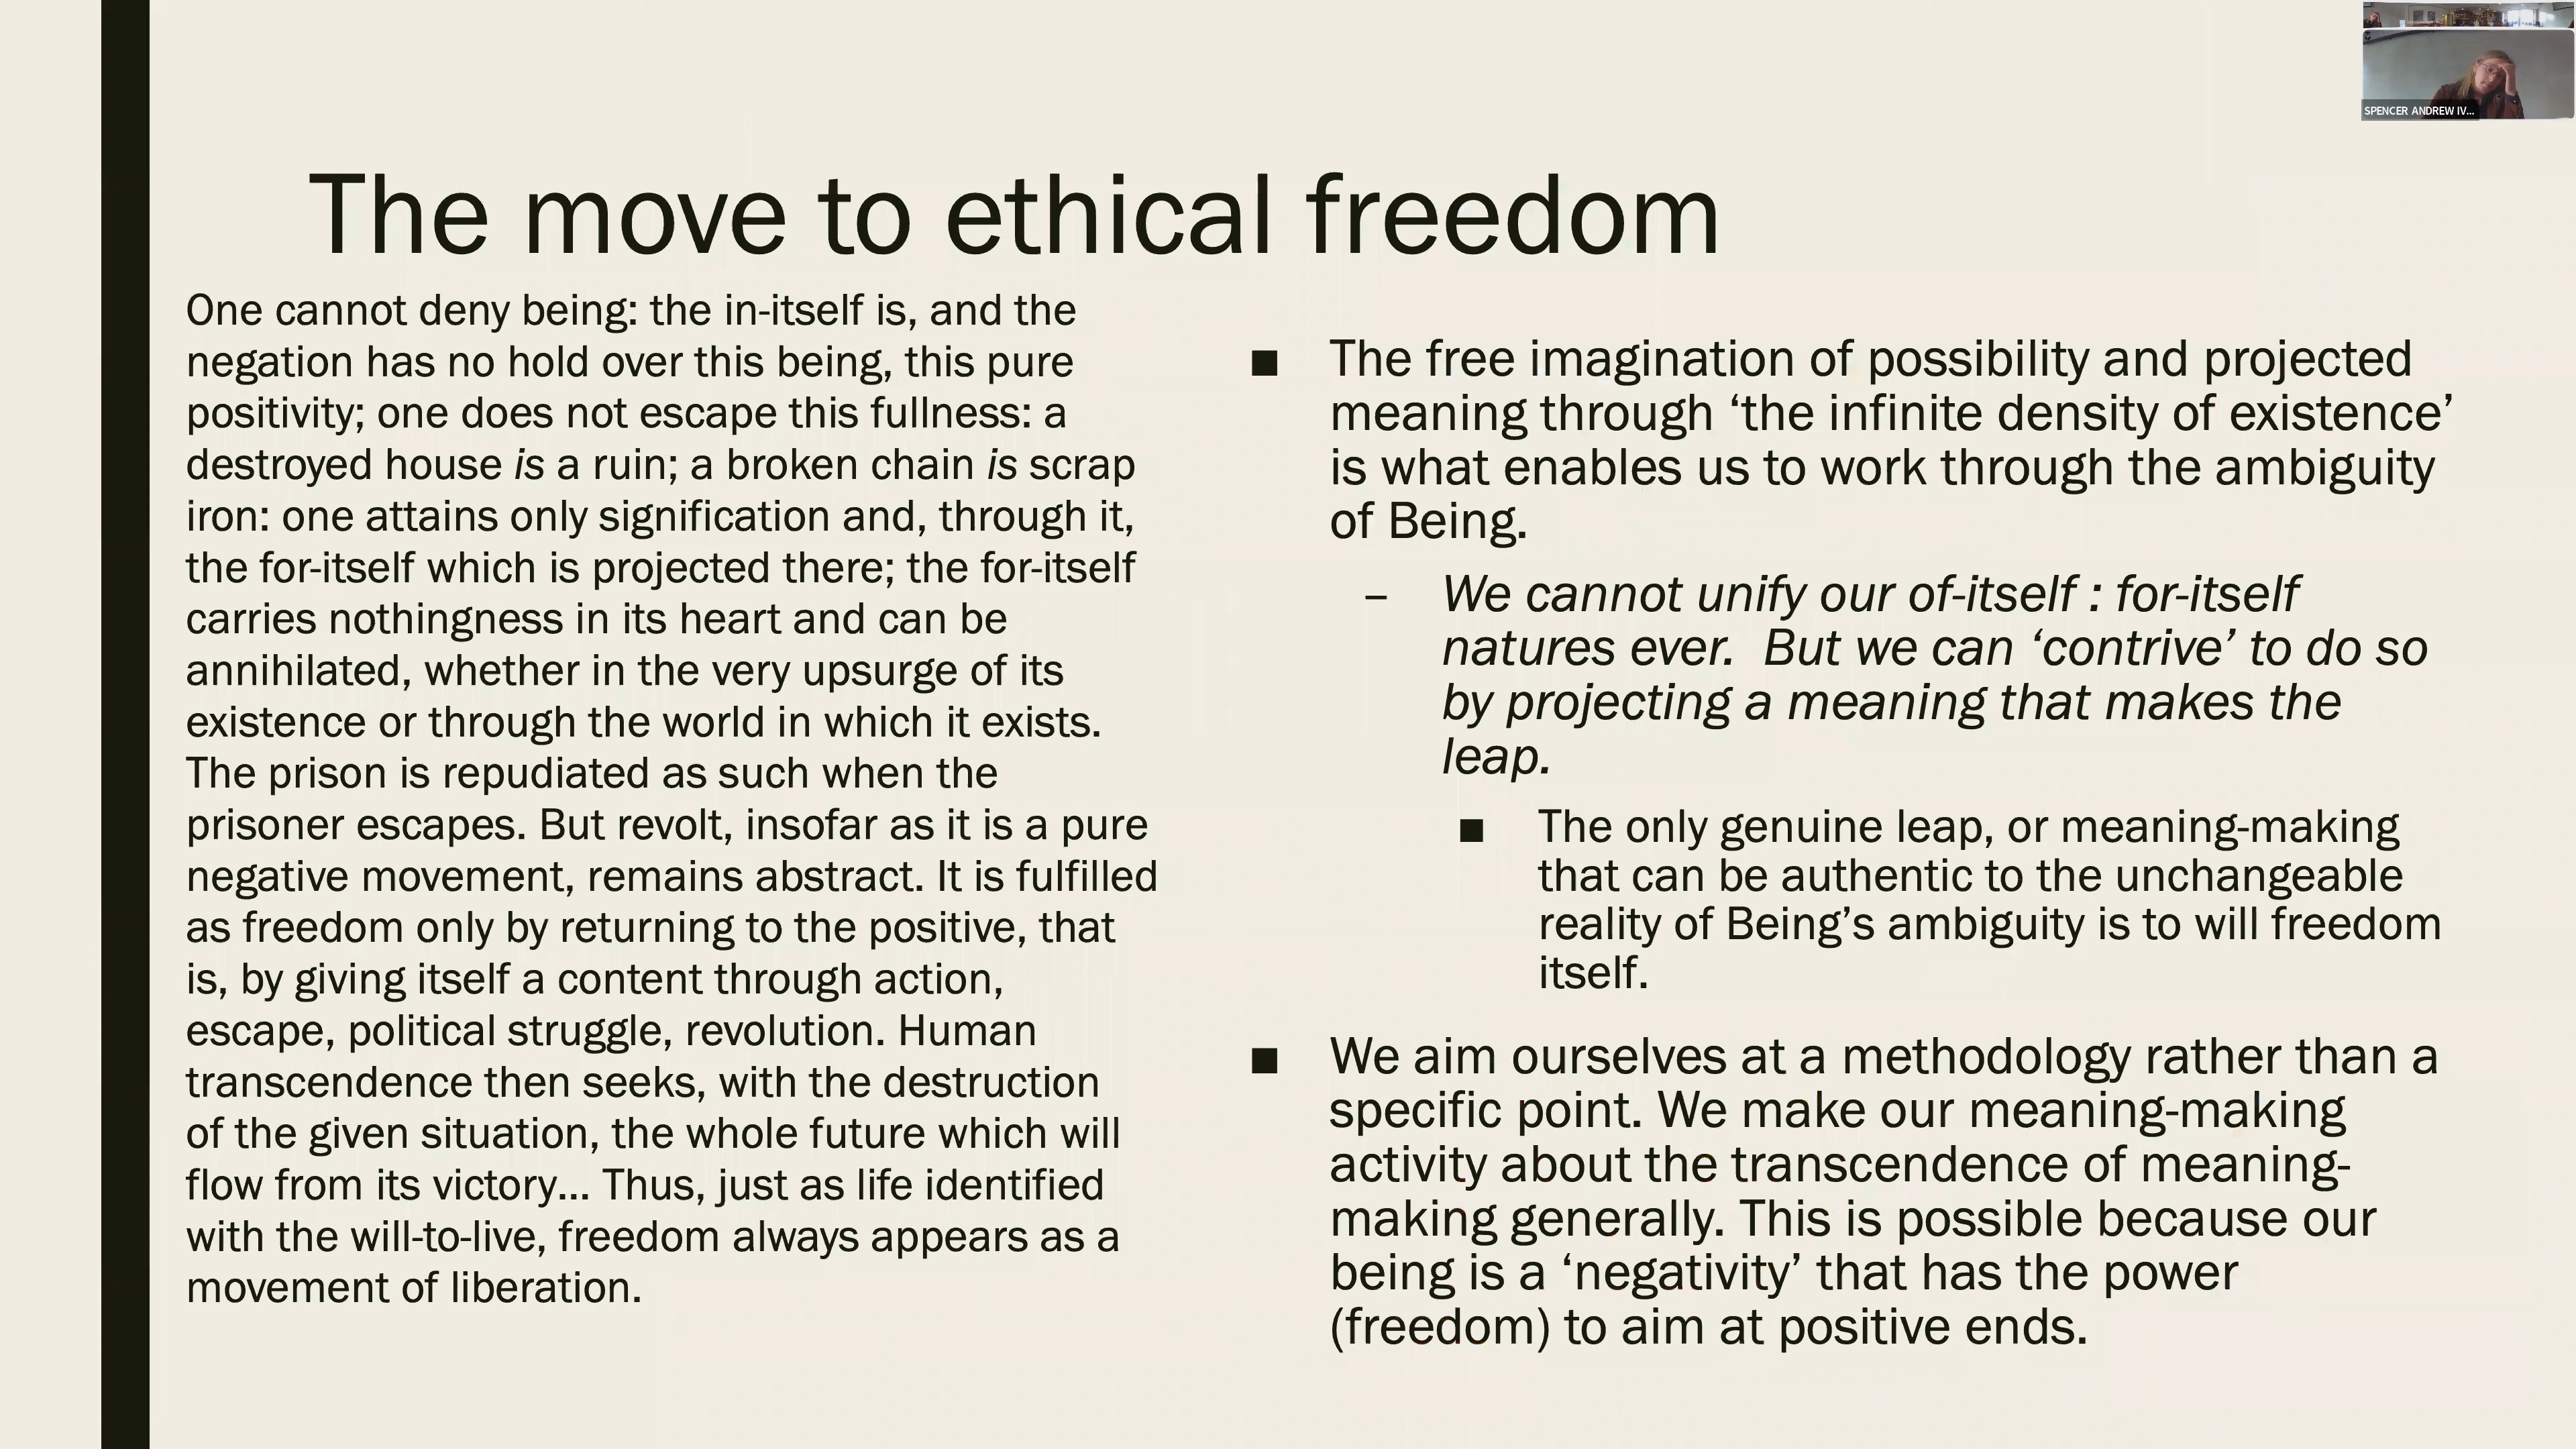 SPENCER ANDREW IV...
The move to ethical freedom
One cannot deny being: the in-itself is, and the
negation has no hold over this being, this pure
positivity; one does not escape this fullness: a
destroyed house is a ruin; a broken chain is scrap
iron: one attains only signification and, through it,
the for-itself which is projected there; the for-itself
carries nothingness in its heart and can be
annihilated, whether in the very upsurge of its
existence or through the world in which it exists.
The prison is repudiated as such when the
prisoner escapes. But revolt, insofar as it is a pure
negative movement, remains abstract. It is fulfilled
as freedom only by returning to the positive, that
is, by giving itself a content through action,
escape, political struggle, revolution. Human
transcendence then seeks, with the destruction
of the given situation, the whole future which will
flow from its victory... Thus, just as life identified
with the will-to-live, freedom always appears as a
movement of liberation.
■ The free imagination of possibility and projected
meaning through ‘the infinite density of existence’
is what enables us to work through the ambiguity
of Being.
– We cannot unify our of-itself : for-itself
natures ever.  But we can ‘contrive’ to do so
by projecting a meaning that makes the
leap.
■ The only genuine leap, or meaning-making
that can be authentic to the unchangeable
reality of Being’s ambiguity is to will freedom
itself.
■ We aim ourselves at a methodology rather than a
specific point. We make our meaning-making
activity about the transcendence of meaning-
making generally. This is possible because our
being is a ‘negativity’ that has the power
(freedom) to aim at positive ends.